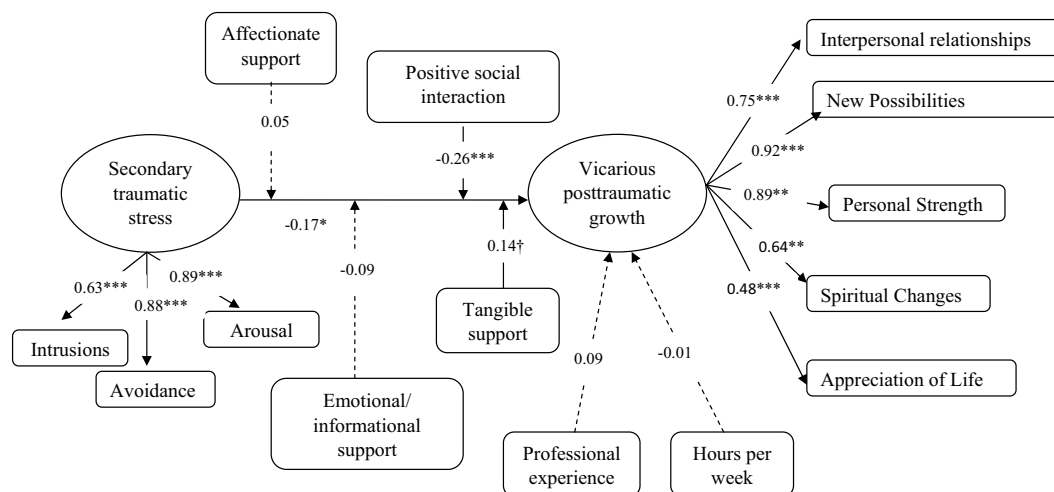 Affectionate
support
Positive social
interaction
Interpersonal relationships
New Possibilities
Personal Strength
Spiritual Changes
Appreciation of Life
0.75***
0.92***
0.89**
0.64**
0.48***
0.05
-0.26***
Secondary
traumatic
stress
Vicarious
posttraumatic
growth
-0.17*
-0.09
0.14†
0.63***
0.88***
0.89***
Intrusions
Avoidance
Arousal
Tangible
support
Emotional/
informational
support
0.09
-0.01
Professional
experience
Hours per
week